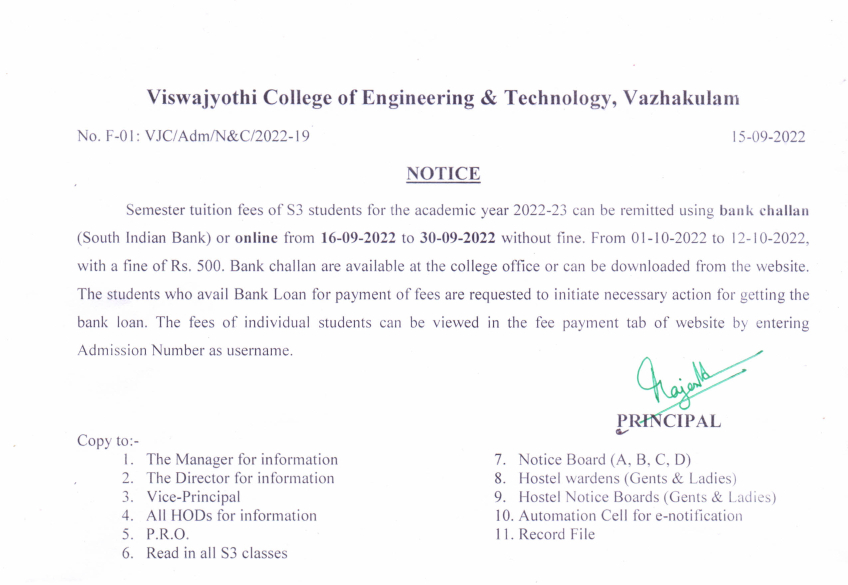 Viswajyothi College of Engineering & Technology, Vazhakulam
No. F-01: VJC/Adm/N&C/2022-19 15-09-2022
NOTICE
Semester tuition fees of S3 students for the academic year 2022-23 can be remitted using bank challan
(South Indian Bank) or online from 16-09-2022 to 30-09-2022 without fine. From 01-10-2022 to 12-10-2022,
with a fine of Rs. 500. Bank challan are available at the college office or can be downloaded from the website.
The students who avail Bank Loan for payment of fees are requested to initiate necessary action for getting the
bank loan. The fees of individual students can be viewed in the fee payment tab of website by entering
Admission Number as username.
PRINCIPAL
Copy to:-
1. The Manager for information
2. The Director for information
3. Vice-Principal
4. All HODs for information
5. P.R.O.
6. Read in all S3 classes
7. Notice Board (A, B, C, D)
8. Hostel wardens (Gents & Ladies)
9. Hostel Notice Boards (Gents & Ladies)
10. Automation Cell for e-notification
11. Record File